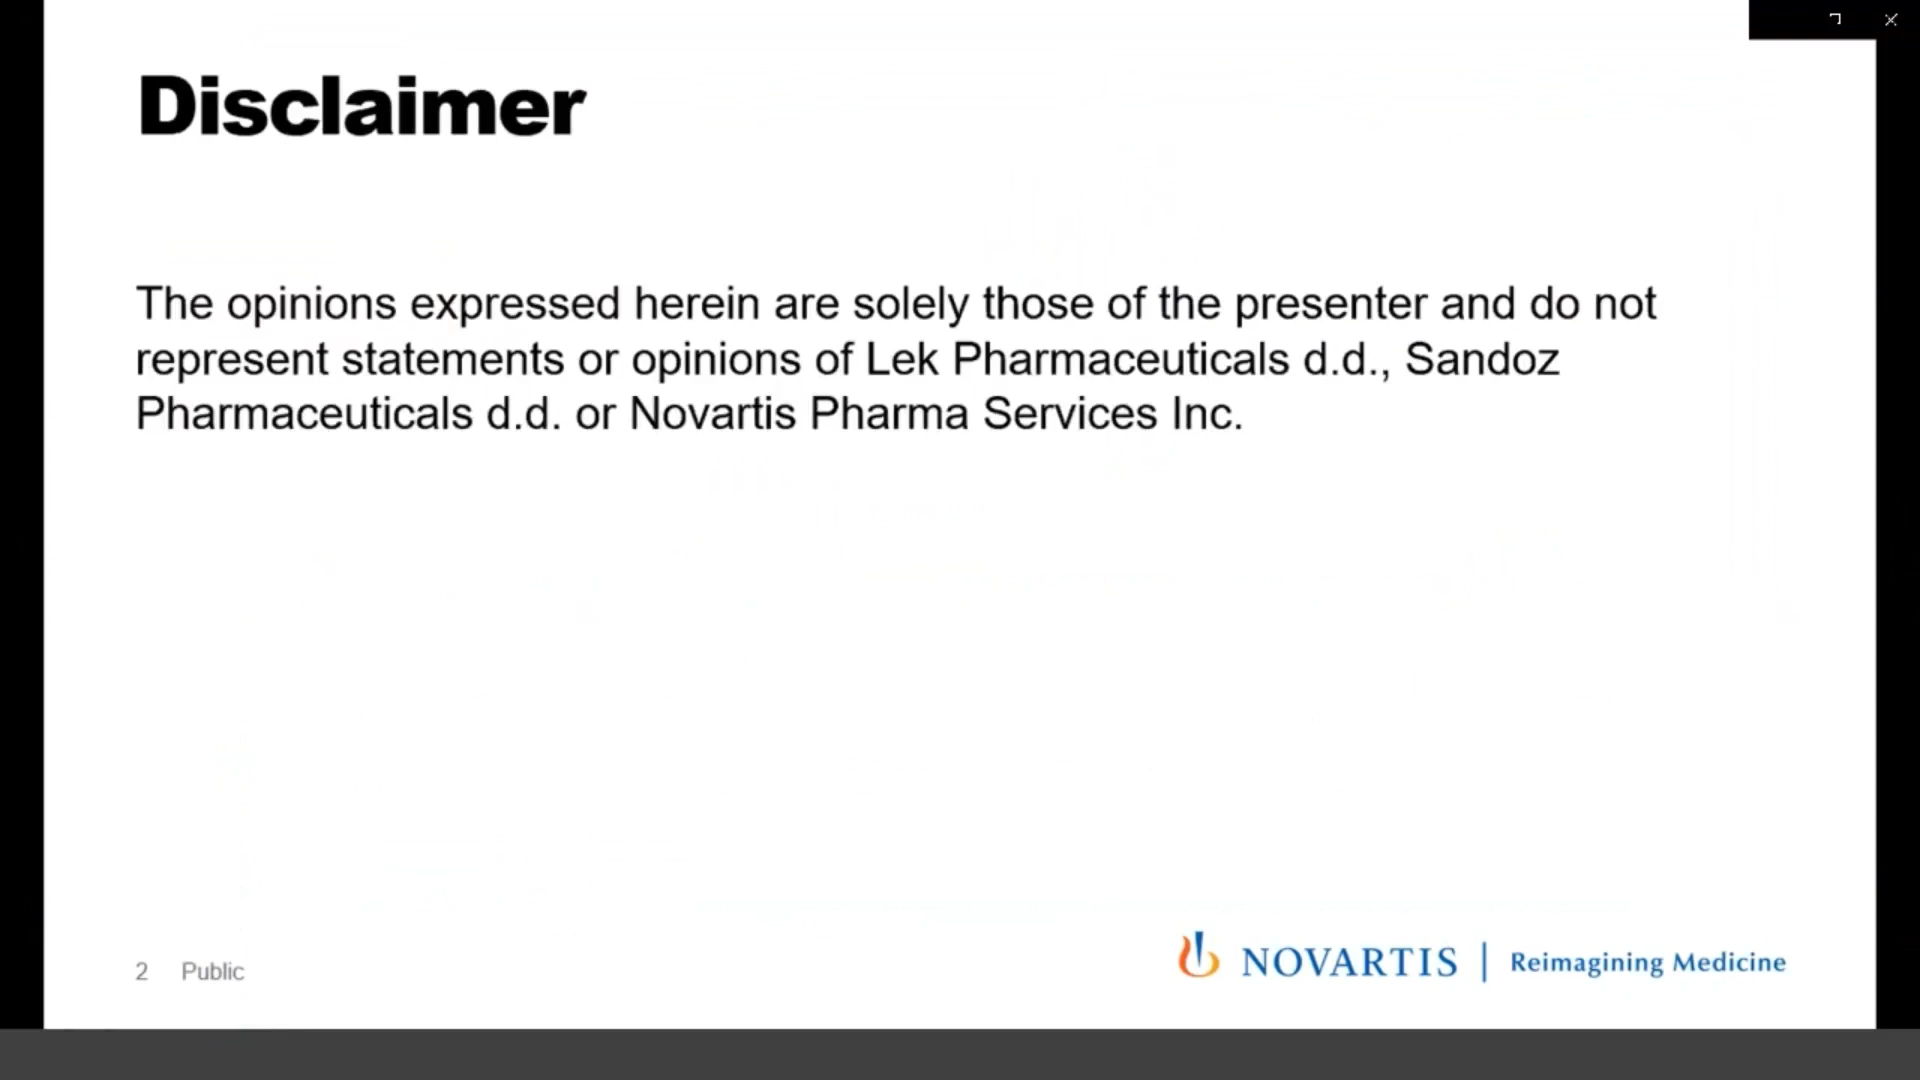 Disclaimer
The opinions expressed herein are solely those of the presenter and do not
represent statements or opinions of Lek Pharmaceuticals d.d., Sandoz
Pharmaceuticals d.d. or Novartis Pharma Services Inc.
2 Public
NOVARTIS | Reimagining Medicine